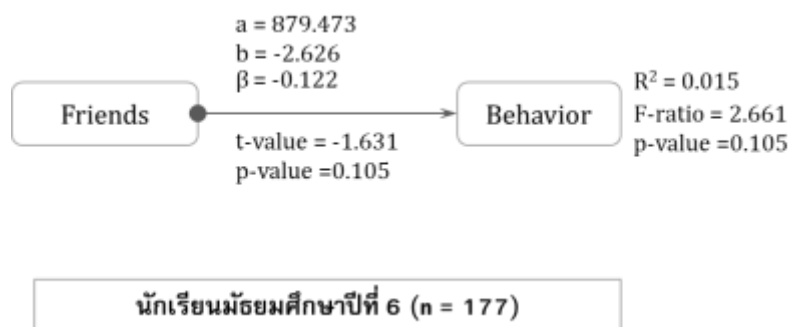 a = 879.473
b = -2.626
β = -0.122
Friends
Behavior
t-value = -1.631
p-value =0.105
R² = 0.015
F-ratio = 2.661
p-value =0.105
นักเรียนมัธยมศึกษาปีที่ 6 (n = 177)